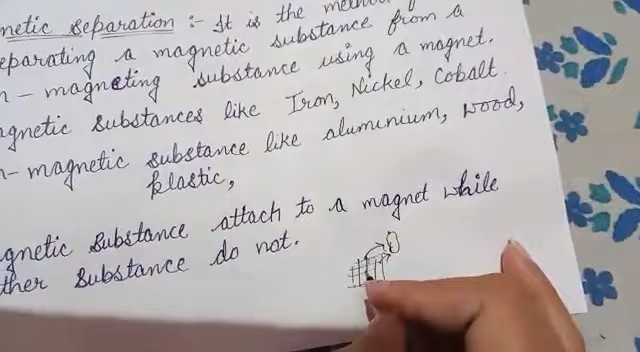 netic separation :- It is the method
eparating a magnetic substance from a
n - magneting substance using a magnet.
agnetic substances like Iron, Nickel, Cobalt.
n- magnetic substance like aluminium, wood,
plastic,
gnetic substance attach to a magnet while
ther substance do not.